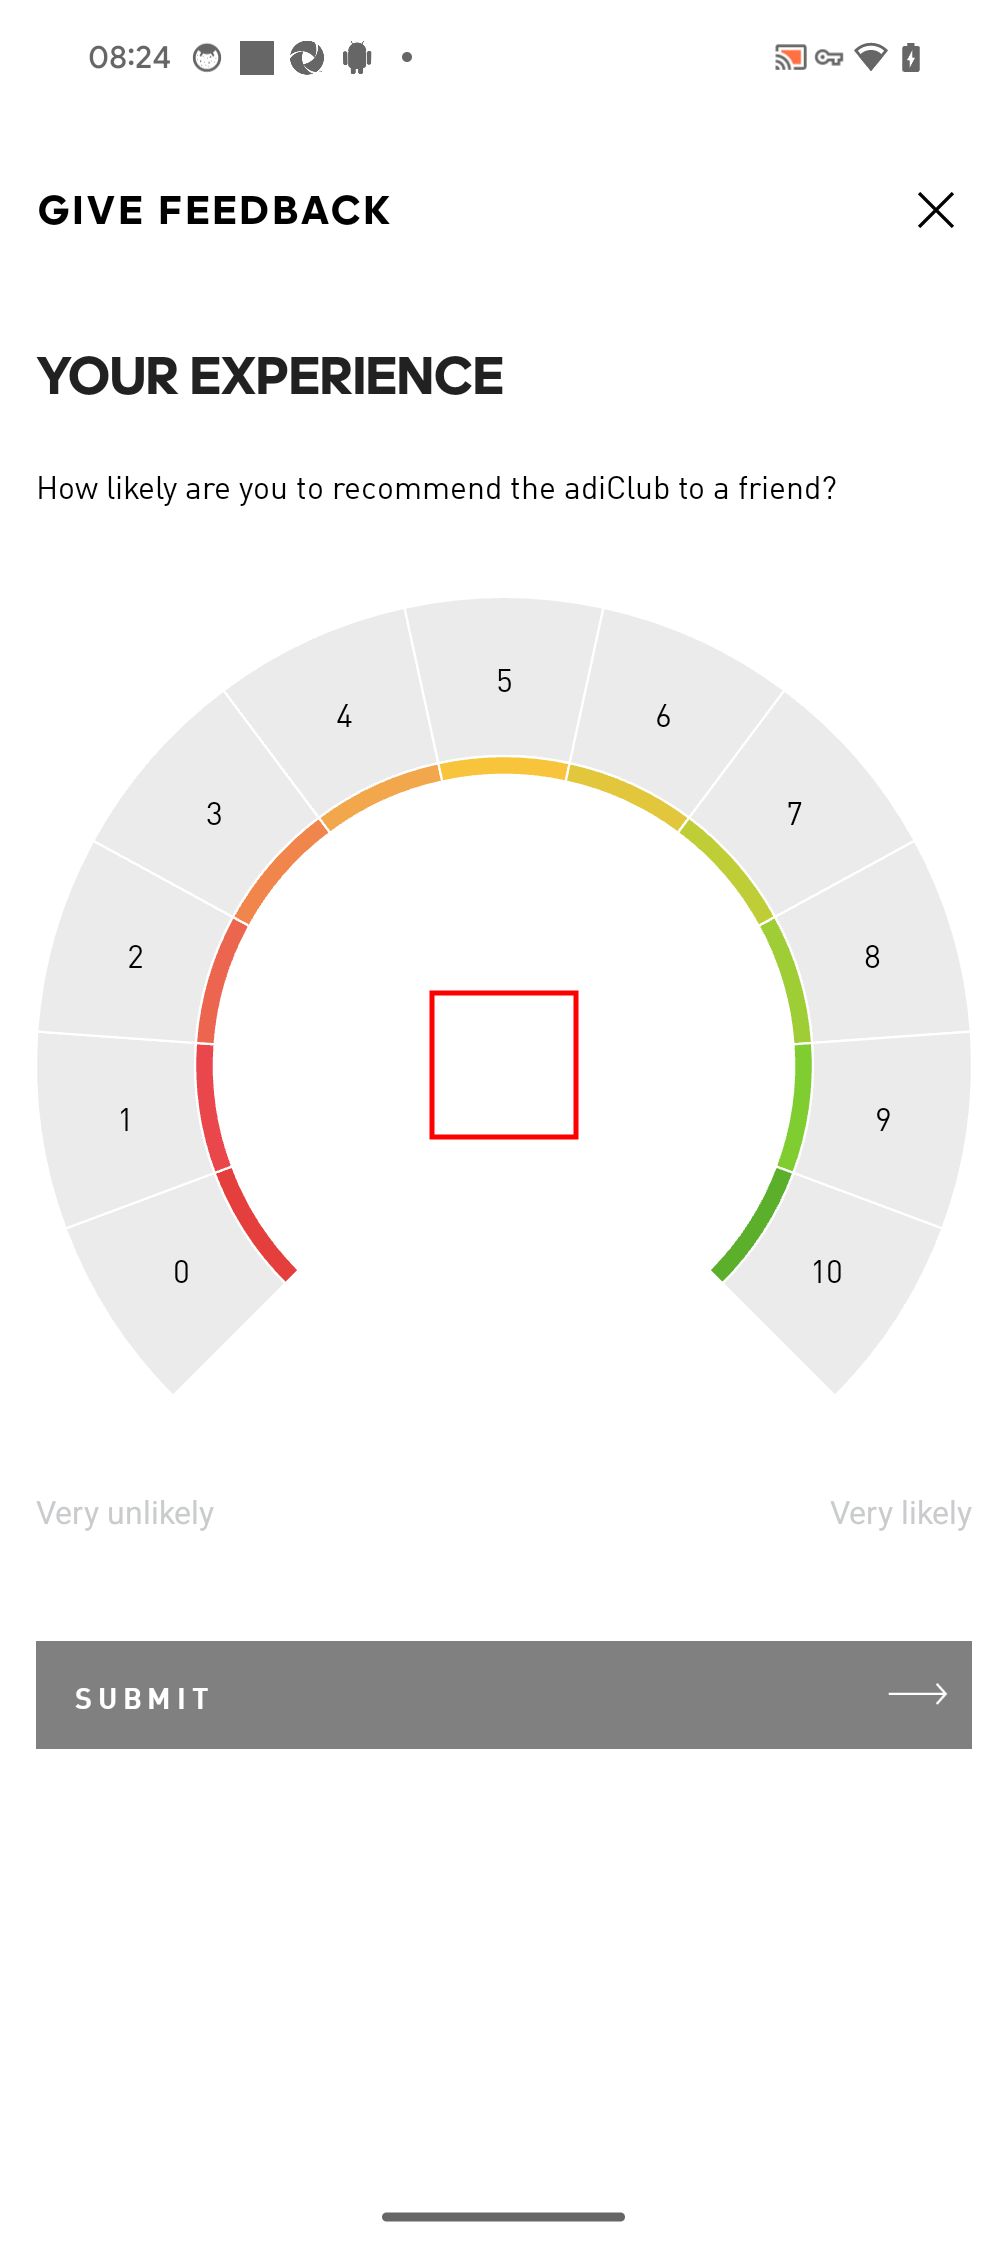 08:24
GIVE FEEDBACK
YOUR EXPERIENCE
How likely are you to recommend the adiClub to a friend?
5
4
6
3
7
2
8
1
9
0
10
Very unlikely
Very likely
SUBMIT